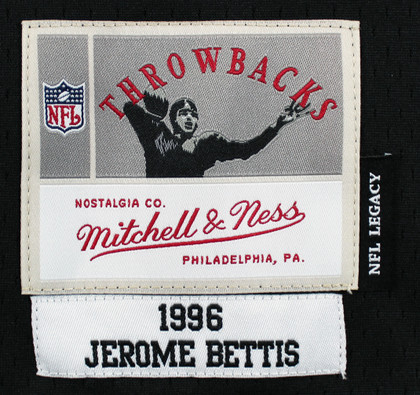 THROWBACKS
NFL
NOSTALGIA CO.
Mitchell & Ness
PHILADELPHIA, PA.
NFL LEGACY
1996
JEROME BETTIS